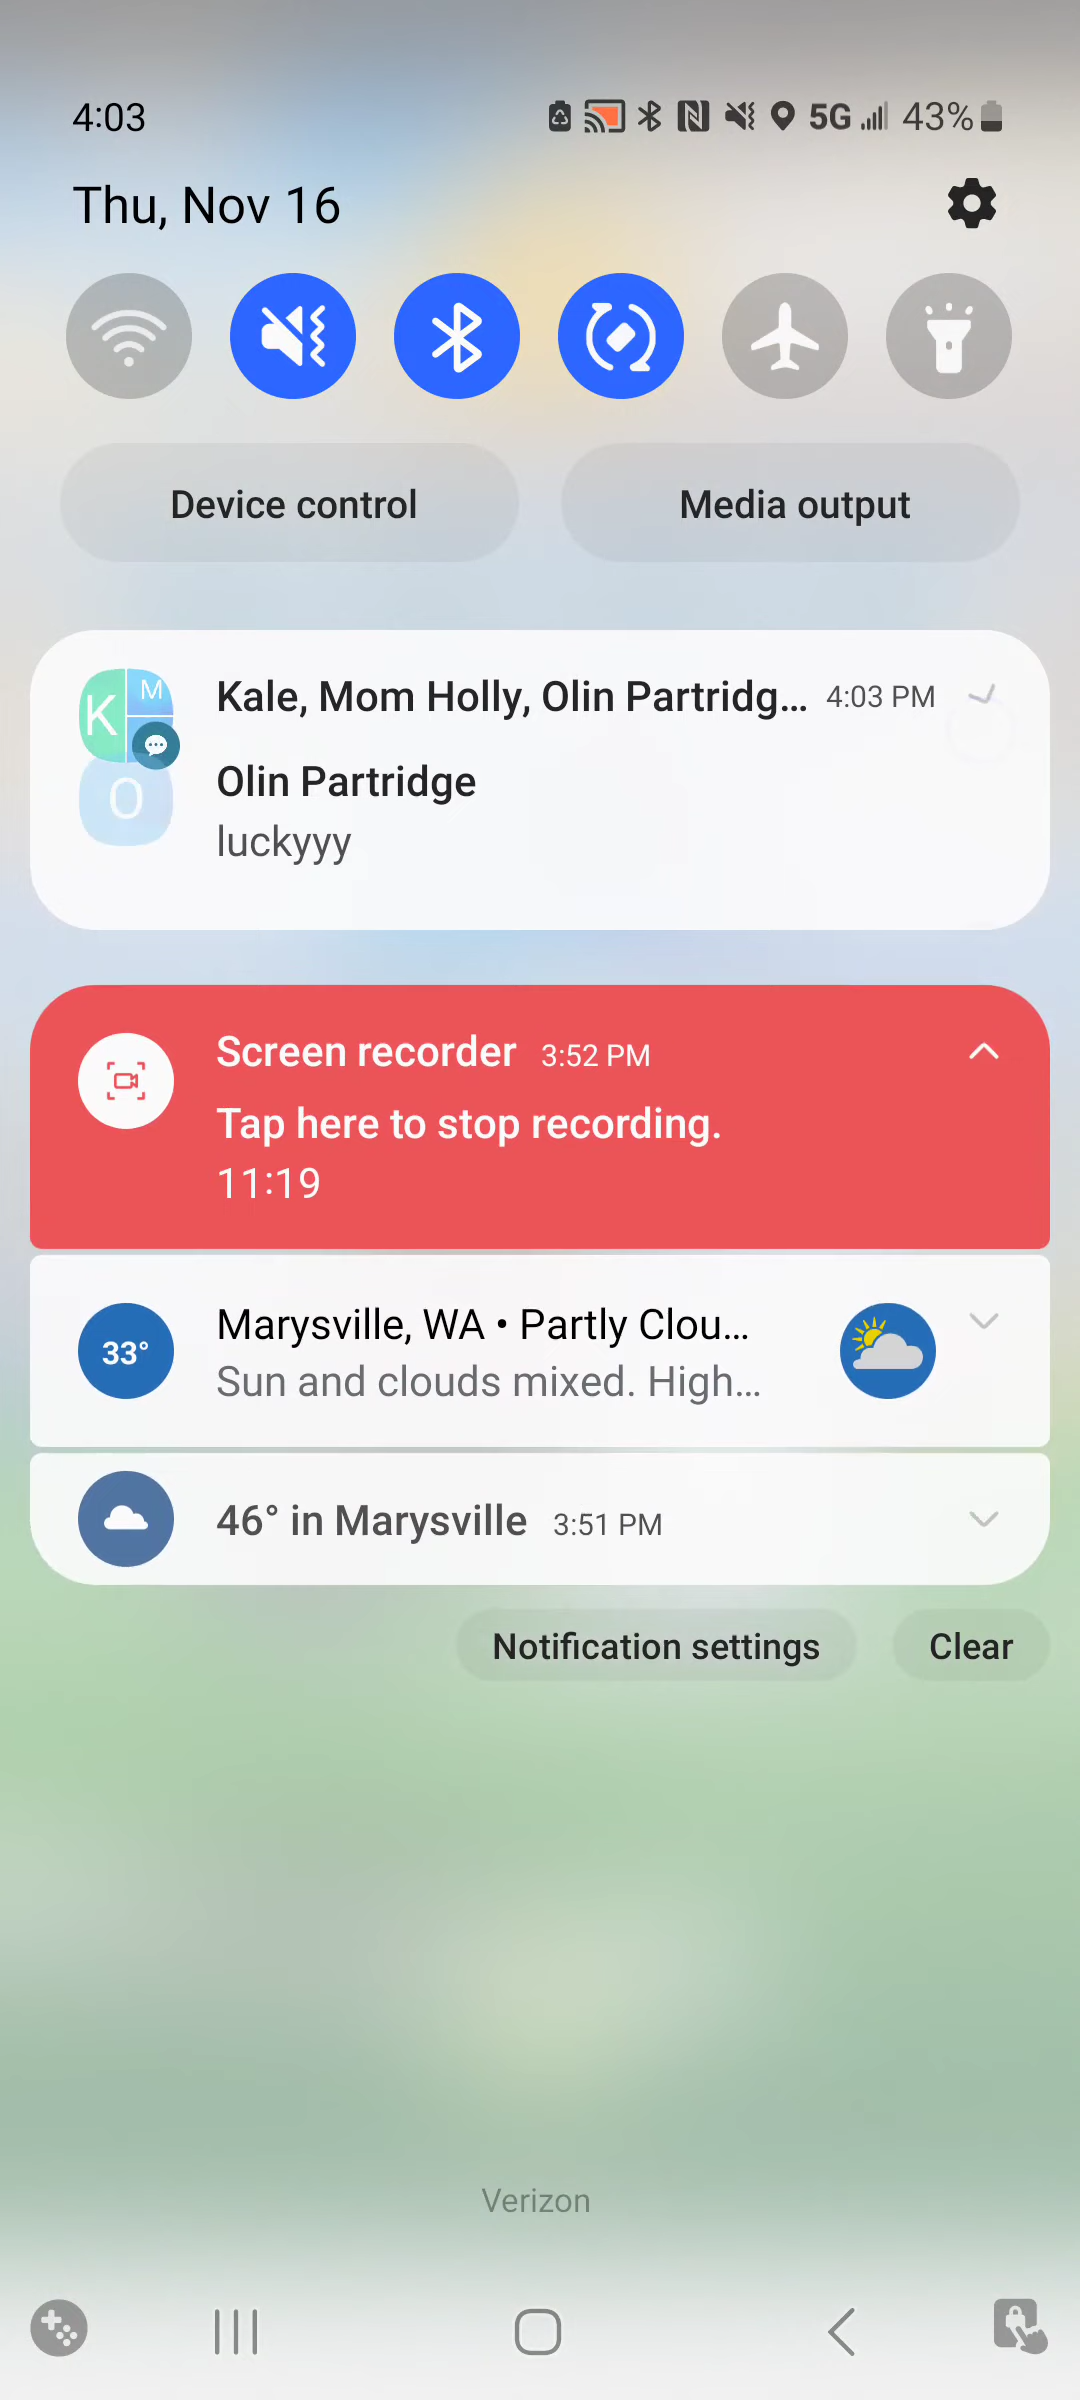 4:03
5G 43%
Thu, Nov 16
Device control
Media output
K M O
Kale, Mom Holly, Olin Partridg... 4:03 PM
Olin Partridge
luckyyy
Screen recorder 3:52 PM
Tap here to stop recording.
11:19
33°
Marysville, WA • Partly Clou...
Sun and clouds mixed. High...
46° in Marysville 3:51 PM
Notification settings
Clear
Verizon